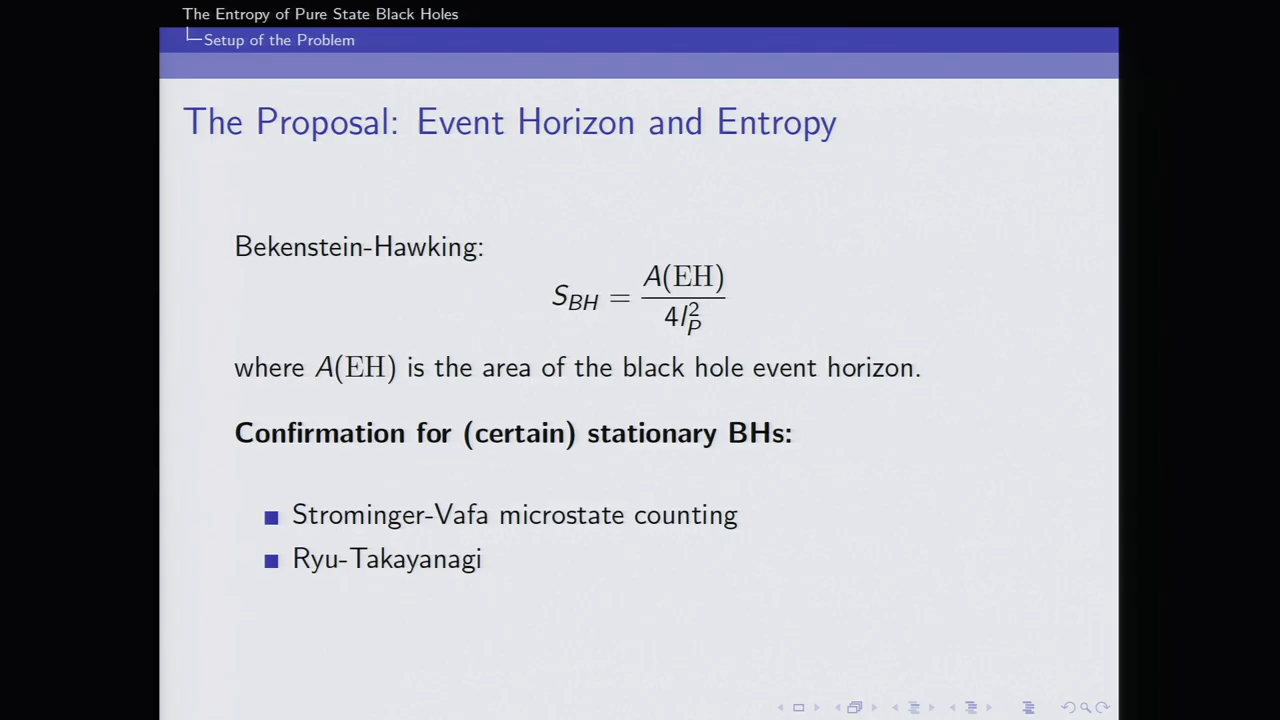 The Entropy of Pure State Black Holes
Setup of the Problem
The Proposal: Event Horizon and Entropy
Bekenstein-Hawking:
S_{BH} = \frac{A(EH)}{4l_P^2}
where A(EH) is the area of the black hole event horizon.
Confirmation for (certain) stationary BHs:
Strominger-Vafa microstate counting
Ryu-Takayanagi